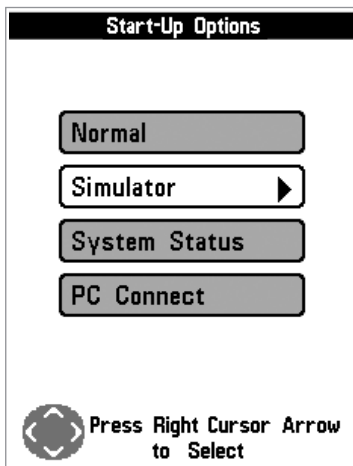 Start-Up Options
Normal
Simulator
System Status
PC Connect
Press Right Cursor Arrow
to Select